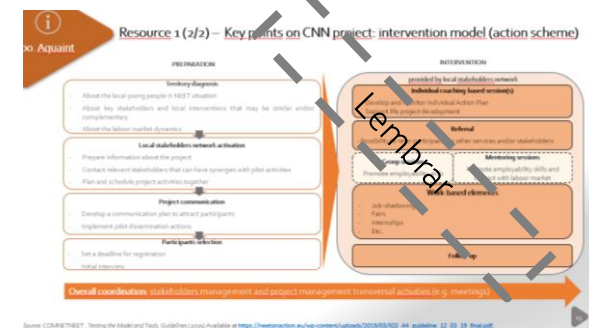 00. Aquaint
Resource 1 (2/2) – Key points on CNN project: intervention model (action scheme)
PREPARATION
Territory diagnosis
- About the local young people in NEET situation
- About key stakeholders and local interventions that may be similar and/or
complementary
- About the labour market dynamics
Local stakeholders network activation
- Prepare information about the project
- Contact relevant stakeholders that can have synergies with pilot activities
- Plan and schedule project activities together
Project communication
- Develop a communication plan to attract participants
- Implement pilot dissemination actions
Participants selection
- Set a deadline for registration
- Initial interview
INTERVENTION
provided by local stakeholders network
Individual coaching-based session(s)
Develop and monitor Individual Action Plan
Support life project development
Referral
other services and/or stakeholders
Group
Promote
Mentoring sessions
employability skills and
with labour market
Work-based elements
- Job-shadowing
- Fairs
- Internships
- Etc.
Follow-up
Lembrar
Overall coordination: stakeholders management and project management transversal activities (e.g. meetings)